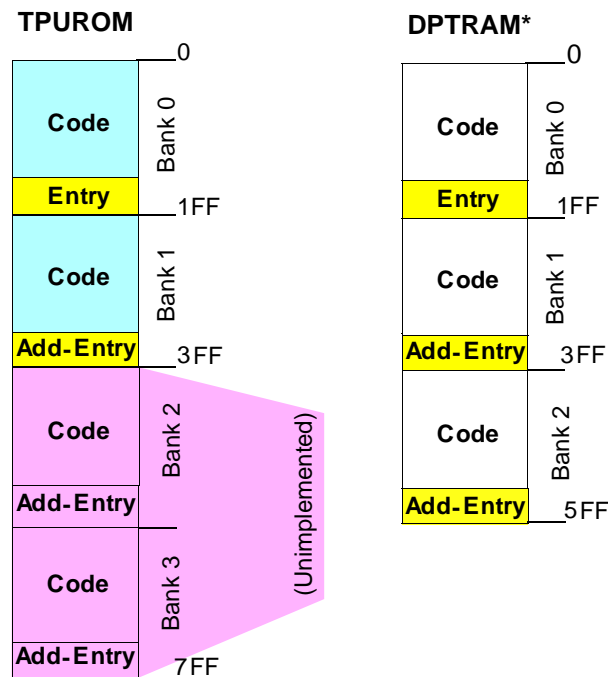 TPUROM
0
Code
Bank 0
Entry
1FF
Code
Bank 1
Add-Entry
3FF
Code
Bank 2
Add-Entry
Code
Bank 3
Add-Entry
7FF
(Unimplemented)
DPTRAM*
0
Code
Bank 0
Entry
1FF
Code
Bank 1
Add-Entry
3FF
Code
Bank 2
Add-Entry
5FF